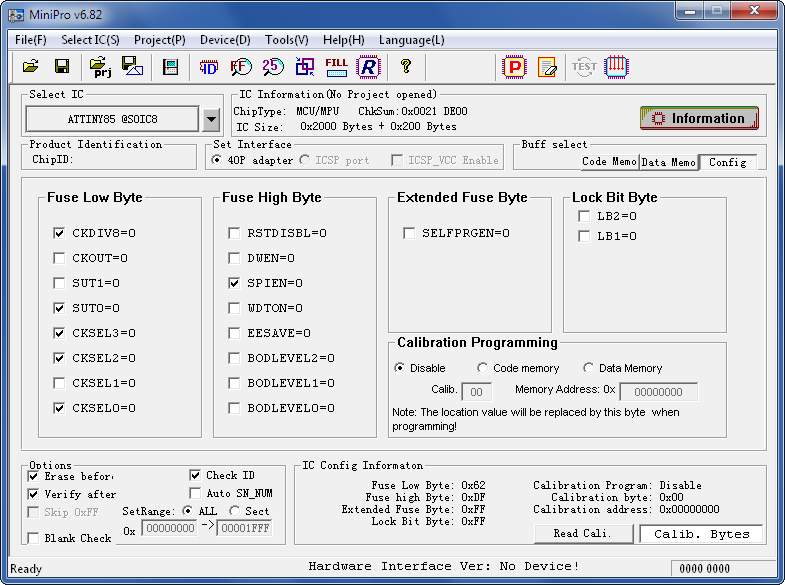 MiniPro v6.82
File(F) Select IC(S) Project(P) Device(D) Tools(V) Help(H) Language(L)
prj ID FF 25 FILL R ? P TEST
Select IC
ATTINY85 @SOIC8
IC Information(No Project opened)
ChipType: MCU/MPU ChkSum:0x0021 DE00
IC Size: 0x2000 Bytes + 0x200 Bytes
Information
Product Identification
ChipID:
Set Interface
40P adapter ICSP port ICSP_VCC Enable
Buff select
Code Memo Data Memo Config
Fuse Low Byte
CKDIV8=0
CKOUT=0
SUT1=0
SUT0=0
CKSEL3=0
CKSEL2=0
CKSEL1=0
CKSEL0=0
Fuse High Byte
RSTDISBL=0
DWEN=0
SPIEN=0
WDTON=0
EESAVE=0
BODLEVEL2=0
BODLEVEL1=0
BODLEVEL0=0
Extended Fuse Byte
SELFPRGEN=0
Lock Bit Byte
LB2=0
LB1=0
Calibration Programming
Disable Code memory Data Memory
Calib. 00 Memory Address: 0x 00000000
Note: The location value will be replaced by this byte when
programming!
Options
Erase befor
Verify after
Skip 0xFF
Blank Check
Check ID
Auto SN_NUM
SetRange: ALL Sect
0x 00000000 -> 00001FFF
IC Config Informaton
Fuse Low Byte: 0x62
Fuse high Byte: 0xDF
Extended Fuse Byte: 0xFF
Lock Bit Byte: 0xFF
Calibration Program: Disable
Calibration byte: 0x00
Calibration address: 0x00000000
Read Cali. Calib. Bytes
Ready
Hardware Interface Ver: No Device!
0000 0000